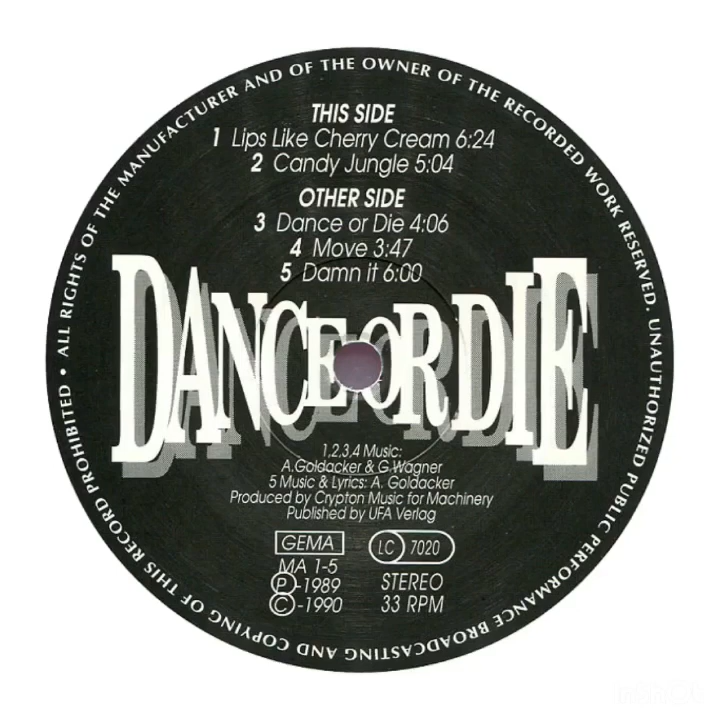 • ALL RIGHTS OF THE MANUFACTURER AND OF THE OWNER OF THE RECORDED WORK RESERVED. UNAUTHORIZED PUBLIC PERFORMANCE BROADCASTING AND COPYING OF THIS RECORD PROHIBITED
THIS SIDE
1 Lips Like Cherry Cream 6:24
2 Candy Jungle 5:04
OTHER SIDE
3 Dance or Die 4:06
4 Move 3:47
5 Damn it 6:00
DANCE OR DIE
1,2,3,4 Music:
A.Goldacker & G.Wagner
5 Music & Lyrics: A. Goldacker
Produced by Crypton Music for Machinery
Published by UFA Verlag
GEMA LC 7020
MA 1-5
Ⓟ-1989 STEREO
©-1990 33 RPM